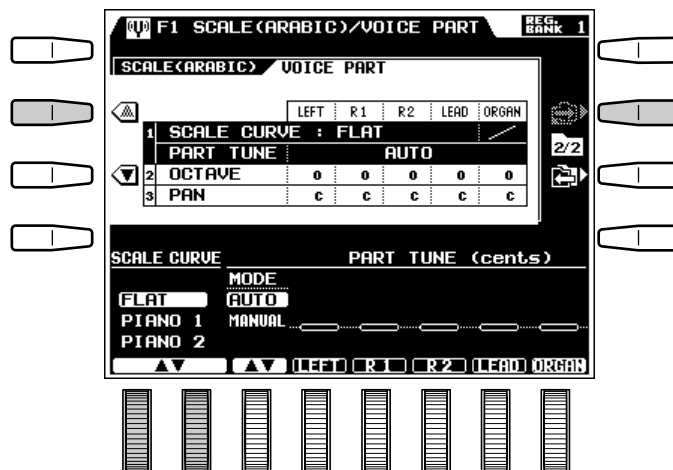 F1 SCALE(ARABIC)/VOICE PART REG. BANK 1
SCALE(ARABIC) VOICE PART
LEFT R1 R2 LEAD ORGAN
1 SCALE CURVE : FLAT
PART TUNE AUTO
2/2
2 OCTAVE 0 0 0 0 0
3 PAN C C C C C
SCALE CURVE PART TUNE (cents)
MODE
FLAT AUTO
PIANO 1 MANUAL
PIANO 2
▲▼ ▲▼ LEFT R1 R2 LEAD ORGAN